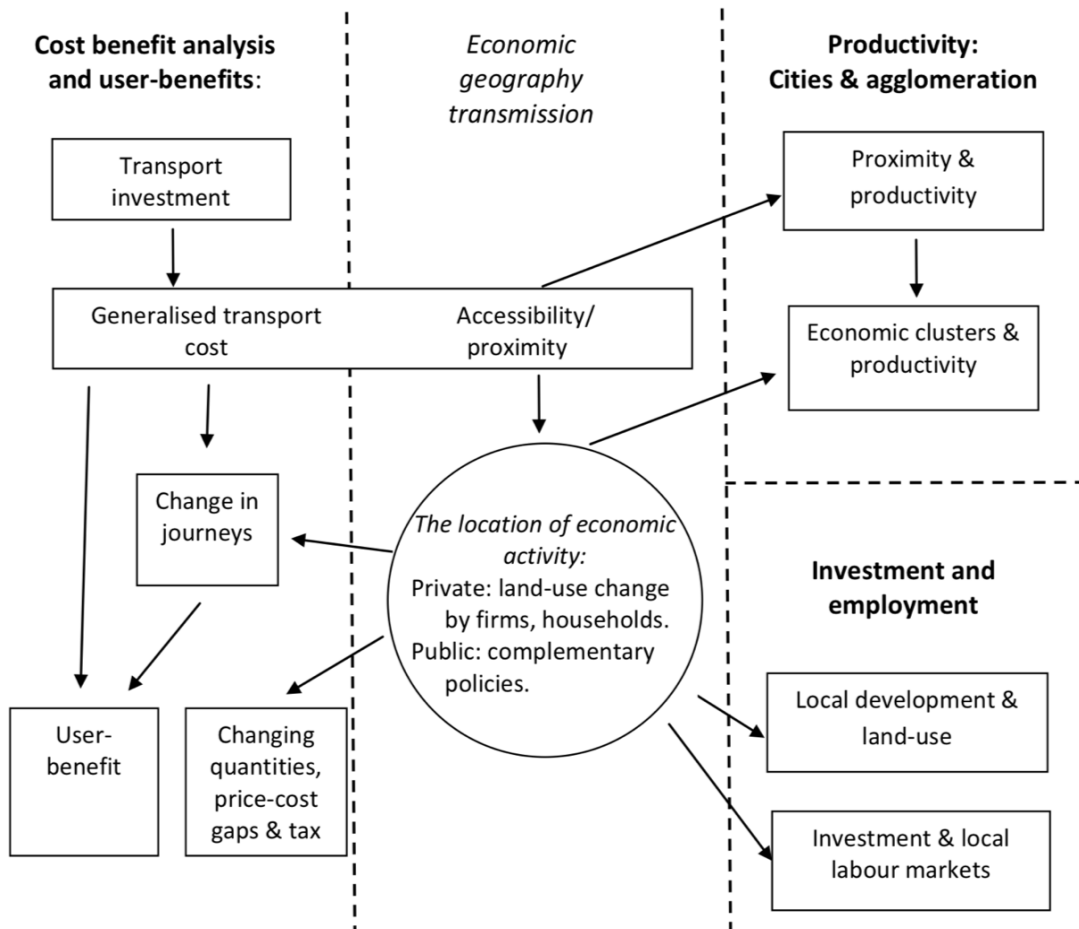 Cost benefit analysis
and user-benefits:
Economic
geography
transmission
Productivity:
Cities & agglomeration
Transport
investment
Proximity &
productivity
Generalised transport
cost
Accessibility/
proximity
Economic clusters &
productivity
Change in
journeys
The location of economic
activity:
Private: land-use change
by firms, households.
Public: complementary
policies.
Investment and
employment
User-
benefit
Changing
quantities,
price-cost
gaps & tax
Local development &
land-use
Investment & local
labour markets